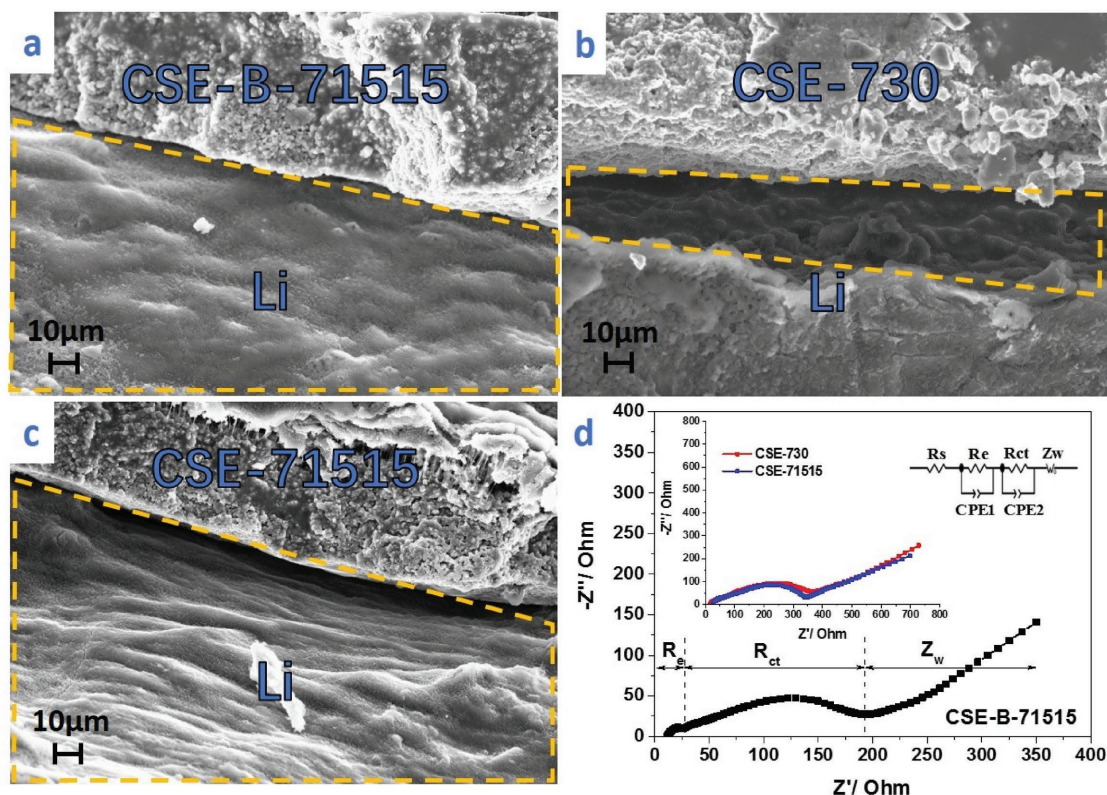 a
CSE-B-71515
Li
10μm
b
CSE-730
Li
10μm
c
CSE-71515
Li
10μm
d
-Z''/ Ohm
400
350
300
250
200
150
100
50
0
0 50 100 150 200 250 300 350 400
Z'/ Ohm
-Z''/ Ohm
800
700
600
500
400
300
200
100
0
0 100 200 300 400 500 600 700 800
Z'/ Ohm
CSE-730
CSE-71515
Rs Re Rct Zw
CPE1 CPE2
Re Rct Zw
CSE-B-71515